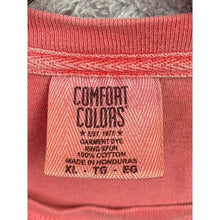 COMFORT
COLORS
EST. 1975
GARMENT DYE
RING SPUN
100% COTTON
MADE IN HONDURAS
XL - TG - EG